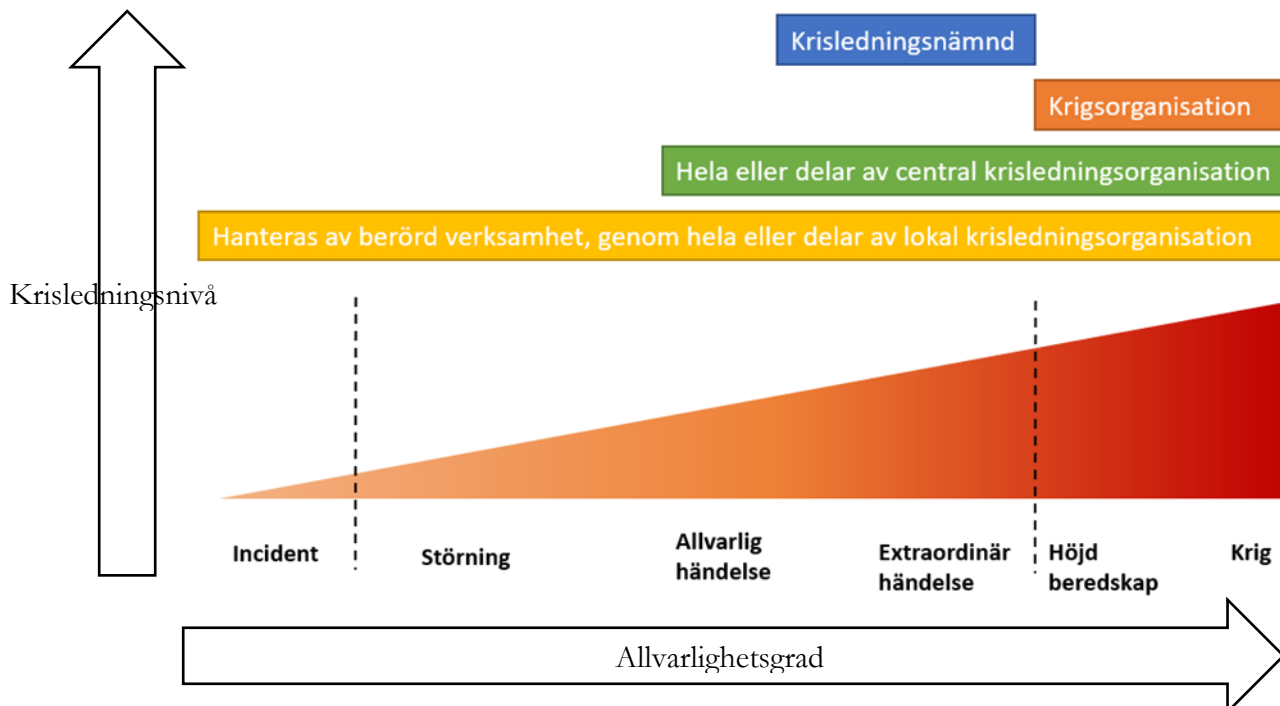 Krisledningsnämnd
Krigsorganisation
Hela eller delar av central krisledningsorganisation
Hanteras av berörd verksamhet, genom hela eller delar av lokal krisledningsorganisation
Krisledningsnivå
Incident
Störning
Allvarlig
händelse
Extraordinär
händelse
Höjd
beredskap
Krig
Allvarlighetsgrad